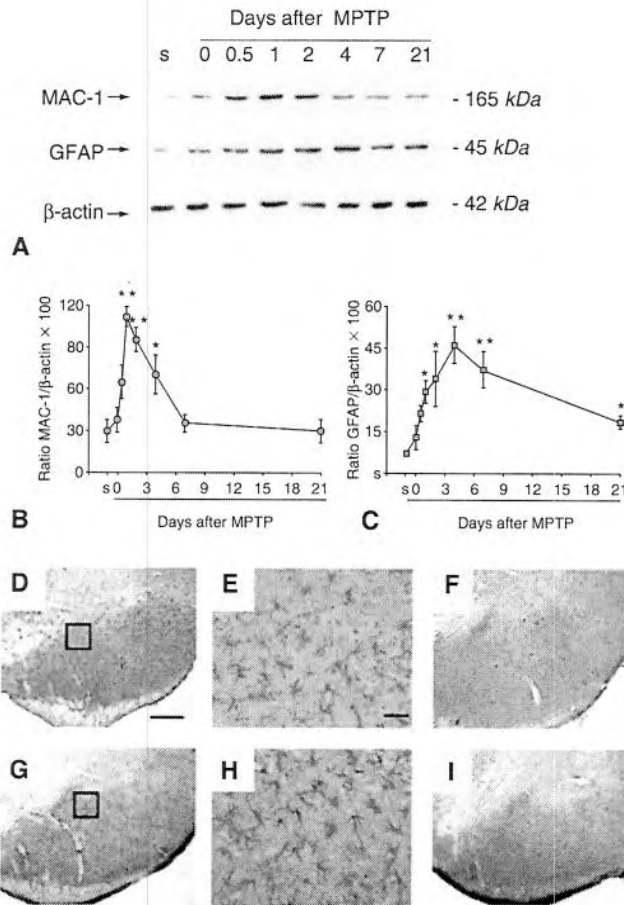 Days after MPTP
s 0 0.5 1 2 4 7 21
MAC-1 - 165 kDa
GFAP - 45 kDa
β-actin - 42 kDa
A
Ratio MAC-1/β-actin × 100
120
90
60
30
0
* *
* *
*
s 0 3 6 9 12 15 18 21
Days after MPTP
B
Ratio GFAP/β-actin × 100
60
45
30
15
s
*
*
* *
* *
*
s 0 3 6 9 12 15 18 21
Days after MPTP
C
D
E
F
G
H
I